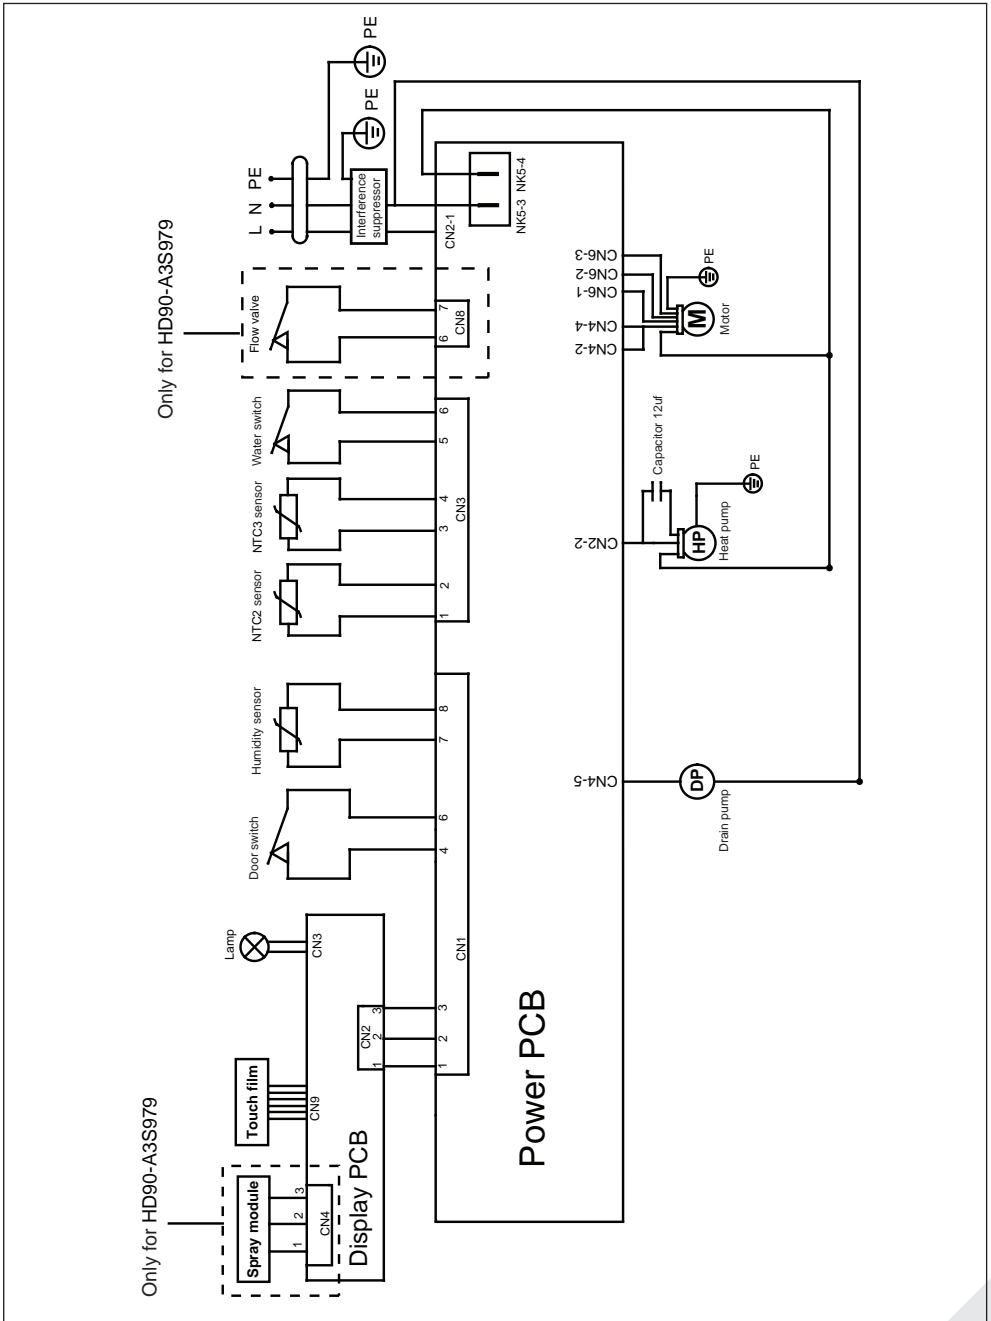 Only for HD90-A3S979
Spray module
1
2
3
CN4
Display PCB
Touch film
CN9
Lamp
CN3
CN2
1
2
3
1
2
3
CN1
Door switch
4
6
Humidity sensor
7
8
NTC2 sensor
1
2
NTC3 sensor
3
4
CN3
Water switch
5
6
Only for HD90-A3S979
Flow valve
6
7
CN8
L
N
PE
Interference
suppressor
PE
PE
CN2-1
NK5-3
NK5-4
Power PCB
CN4-5
DP
Drain pump
CN2-2
HP
Heat pump
Capacitor 12uf
PE
CN4-2
CN4-4
CN6-1
CN6-2
CN6-3
M
Motor
PE